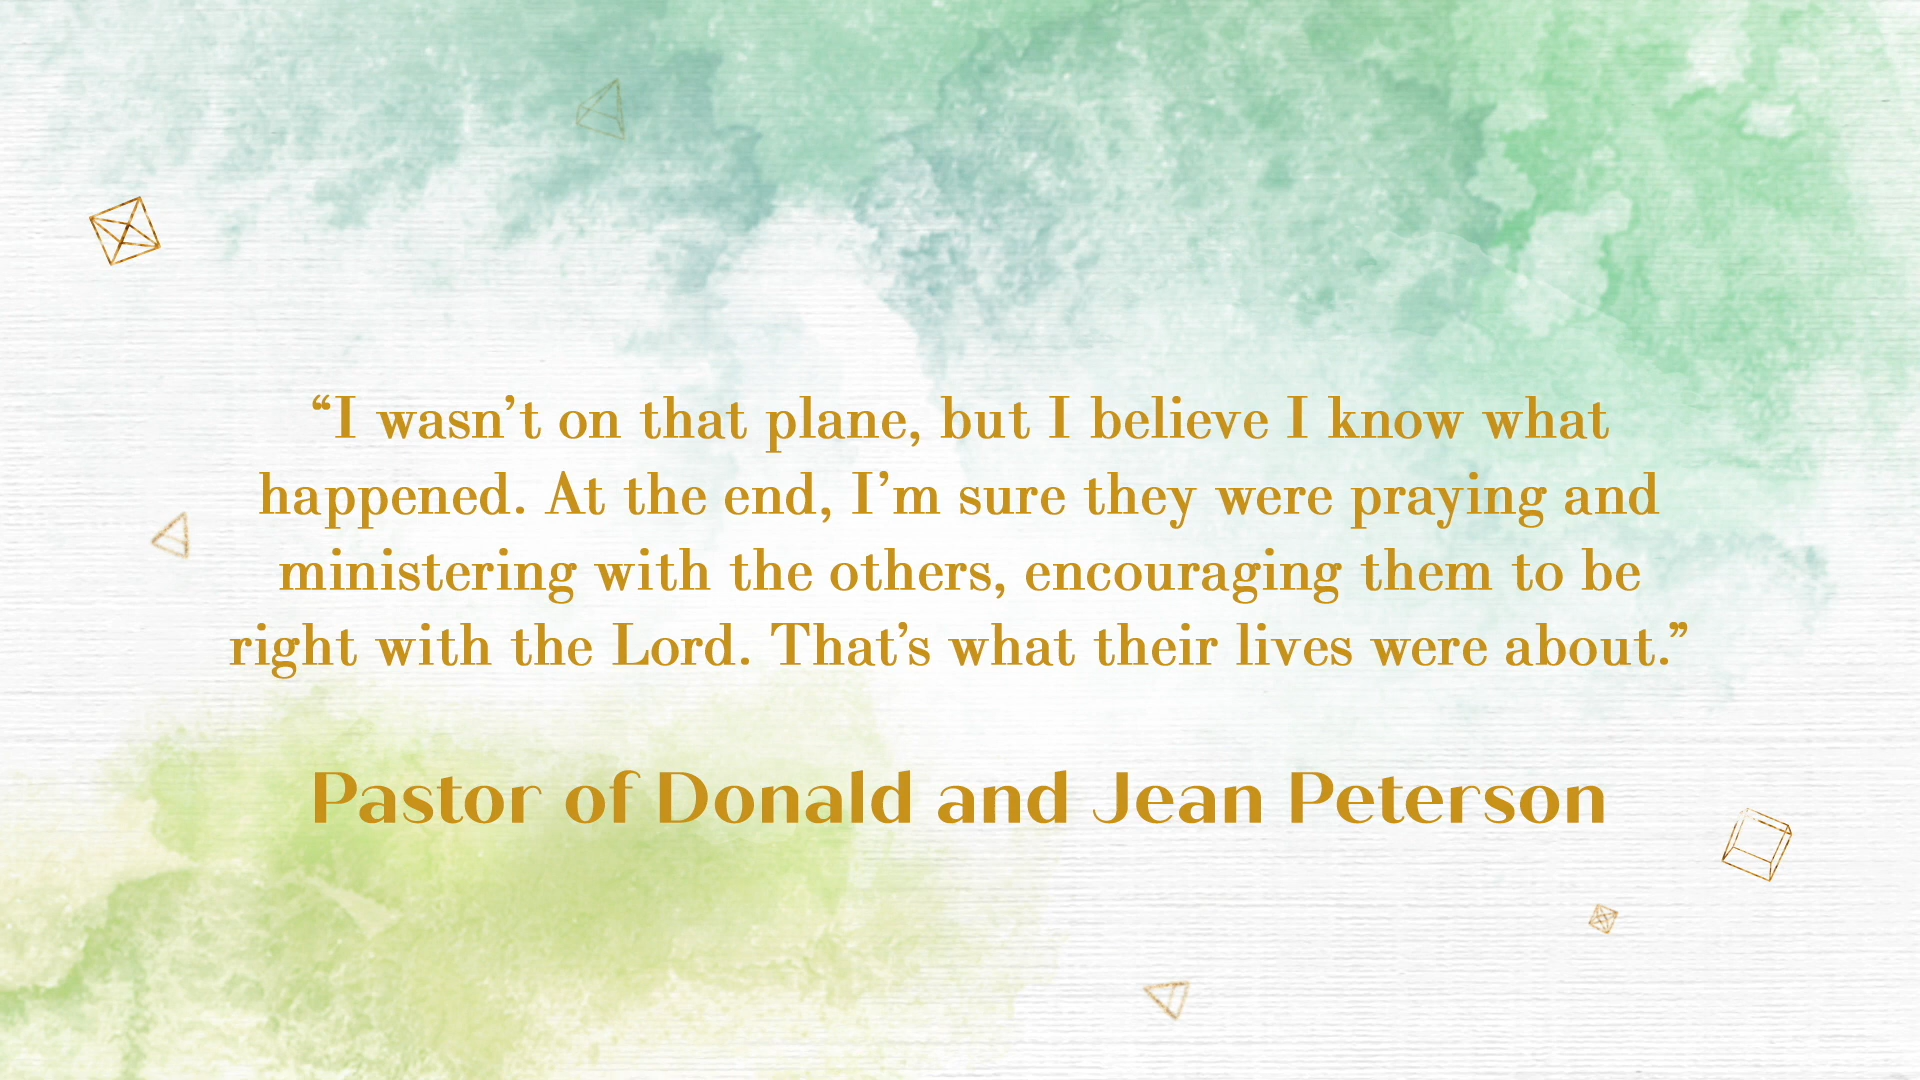 “I wasn’t on that plane, but I believe I know what
happened. At the end, I’m sure they were praying and
ministering with the others, encouraging them to be
right with the Lord. That’s what their lives were about.”
Pastor of Donald and Jean Peterson